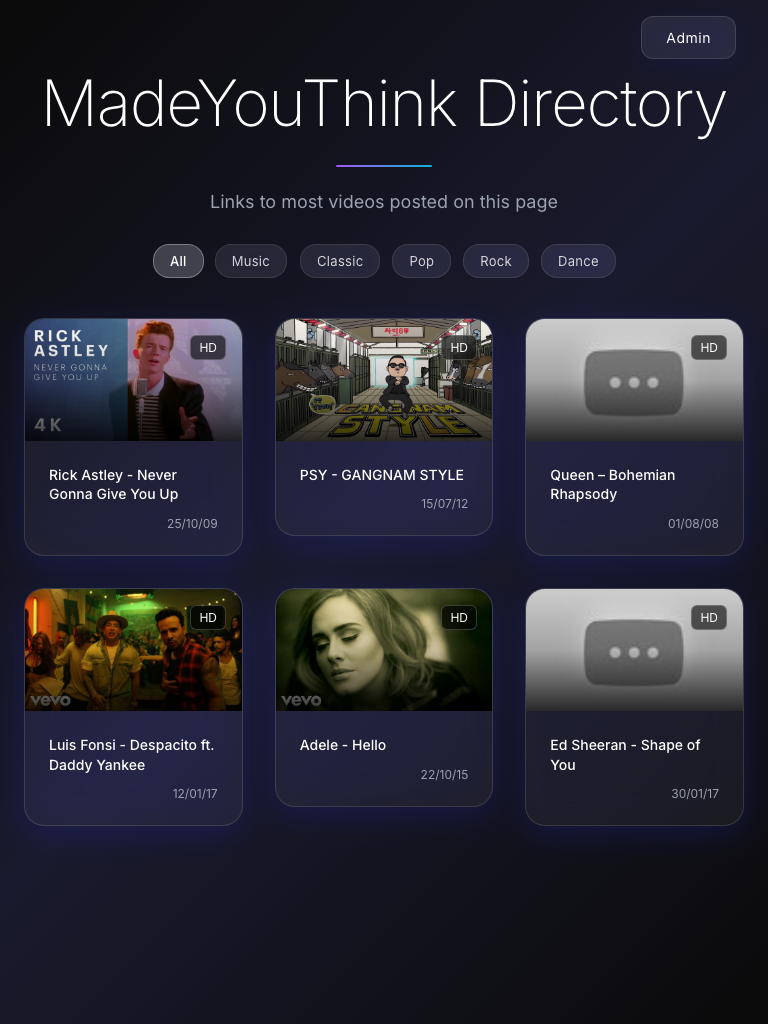 Admin
MadeYouThink Directory
Links to most videos posted on this page
All
Music
Classic
Pop
Rock
Dance
RICK
ASTLEY
NEVER GONNA
GIVE YOU UP
4K
HD
Rick Astley - Never
Gonna Give You Up
25/10/09
HD
GANGNAM
STYLE
PSY - GANGNAM STYLE
15/07/12
HD
Queen – Bohemian
Rhapsody
01/08/08
HD
vevo
Luis Fonsi - Despacito ft.
Daddy Yankee
12/01/17
HD
vevo
Adele - Hello
22/10/15
HD
Ed Sheeran - Shape of
You
30/01/17